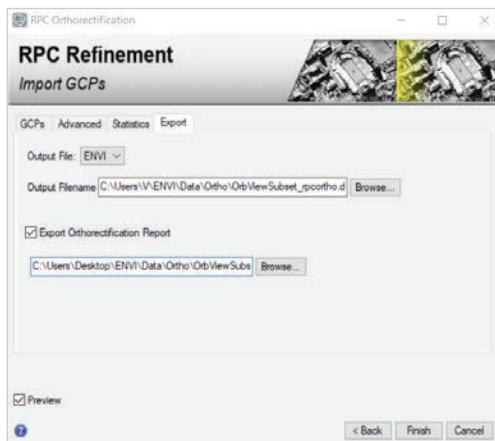 RPC Orthorectification
RPC Refinement
Import GCPs
GCPs Advanced Statistics Export
Output File: ENVI
Output Filename C:\Users\V\ENVI\Data\Ortho\OrbViewSubset_rpcortho.d Browse...
Export Orthorectification Report
C:\Users\Desktop\ENVI\Data\Ortho\OrbViewSubs Browse...
Preview
?
< Back Finish Cancel